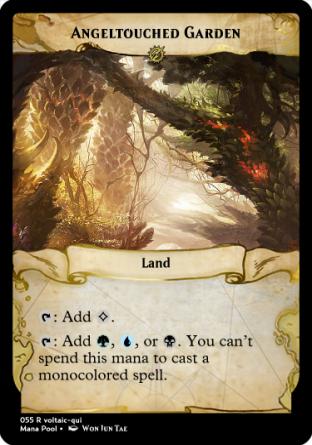 ANGELTOUCHED GARDEN
Land
: Add .
: Add , , or . You can't
spend this mana to cast a
monocolored spell.
055 R voltaic-qui
Mana Pool • WON JUN TAE